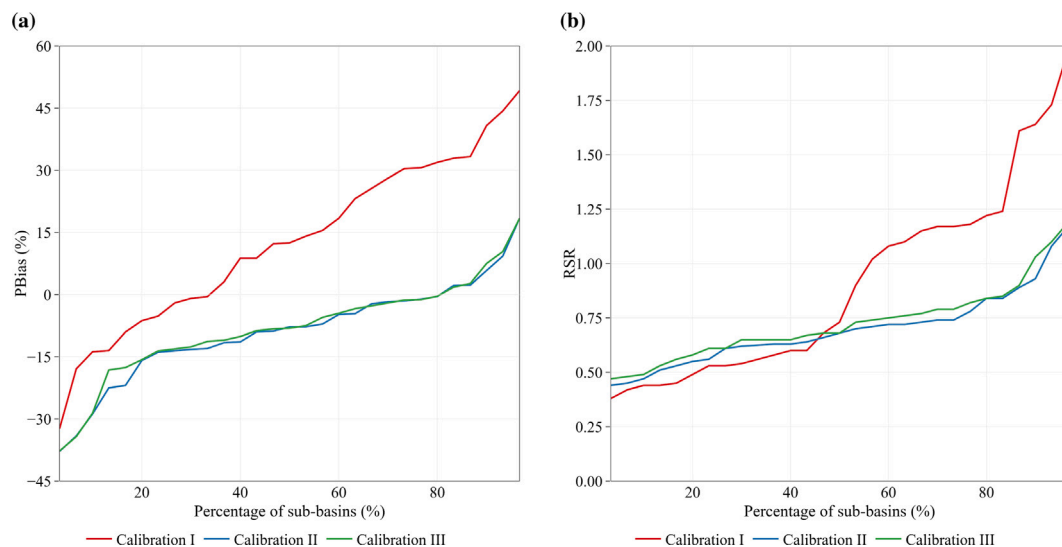 (a)
60
45
30
15
0
−15
−30
−45
PBias (%)
20 40 60 80
Percentage of sub-basins (%)
Calibration I Calibration II Calibration III
(b)
2.00
1.75
1.50
1.25
1.00
0.75
0.50
0.25
0.00
RSR
20 40 60 80
Percentage of sub-basins (%)
Calibration I Calibration II Calibration III